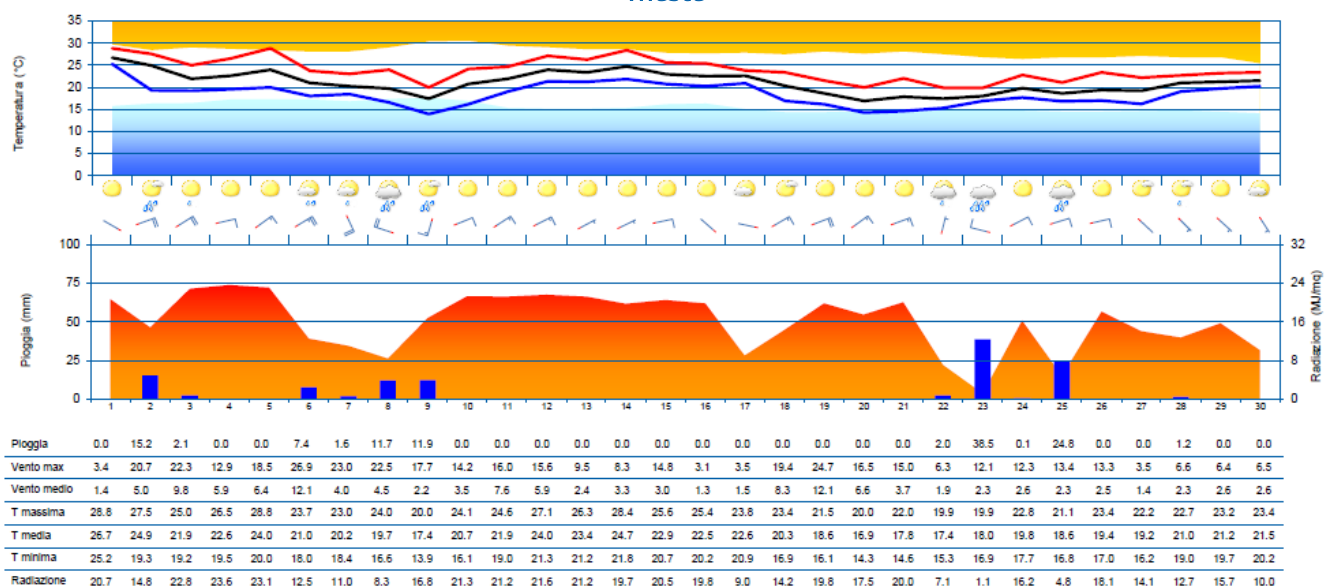 35
30
25
20
15
10
5
0
Temperatura (°C)
100
75
50
25
0
Pioggia (mm)
32
24
16
8
0
Radiazione (MJ/mq)
1 2 3 4 5 6 7 8 9 10 11 12 13 14 15 16 17 18 19 20 21 22 23 24 25 26 27 28 29 30
Pioggia 0.0 15.2 2.1 0.0 0.0 7.4 1.6 11.7 11.9 0.0 0.0 0.0 0.0 0.0 0.0 0.0 0.0 0.0 0.0 0.0 0.0 2.0 38.5 0.1 24.8 0.0 0.0 1.2 0.0 0.0
Vento max 3.4 20.7 22.3 12.9 18.5 26.9 23.0 22.5 17.7 14.2 16.0 15.6 9.5 8.3 14.8 3.1 3.5 19.4 24.7 16.5 15.0 6.3 12.1 12.3 13.4 13.3 3.5 6.6 6.4 6.5
Vento medio 1.4 5.0 9.8 5.9 6.4 12.1 4.0 4.5 2.2 3.5 7.6 5.9 2.4 3.3 3.0 1.3 1.5 8.3 12.1 6.6 3.7 1.9 2.3 2.6 2.3 2.5 1.4 2.3 2.6 2.6
T massima 28.8 27.5 25.0 26.5 28.8 23.7 23.0 24.0 20.0 24.1 24.6 27.1 26.3 28.4 25.6 25.4 23.8 23.4 21.5 20.0 22.0 19.9 19.9 22.8 21.1 23.4 22.2 22.7 23.2 23.4
T media 26.7 24.9 21.9 22.6 24.0 21.0 20.2 19.7 17.4 20.7 21.9 24.0 23.4 24.7 22.9 22.5 22.6 20.3 18.6 16.9 17.8 17.4 18.0 19.8 18.6 19.4 19.2 21.0 21.2 21.5
T minima 25.2 19.3 19.2 19.5 20.0 18.0 18.4 16.6 13.9 16.1 19.0 21.3 21.2 21.8 20.7 20.2 20.9 16.9 16.1 14.3 14.6 15.3 16.9 17.7 16.8 17.0 16.2 19.0 19.7 20.2
Radiazione 20.7 14.8 22.8 23.6 23.1 12.5 11.0 8.3 16.8 21.3 21.2 21.6 21.2 19.7 20.5 19.8 9.0 14.2 19.8 17.5 20.0 7.1 1.1 16.2 4.8 18.1 14.1 12.7 15.7 10.0